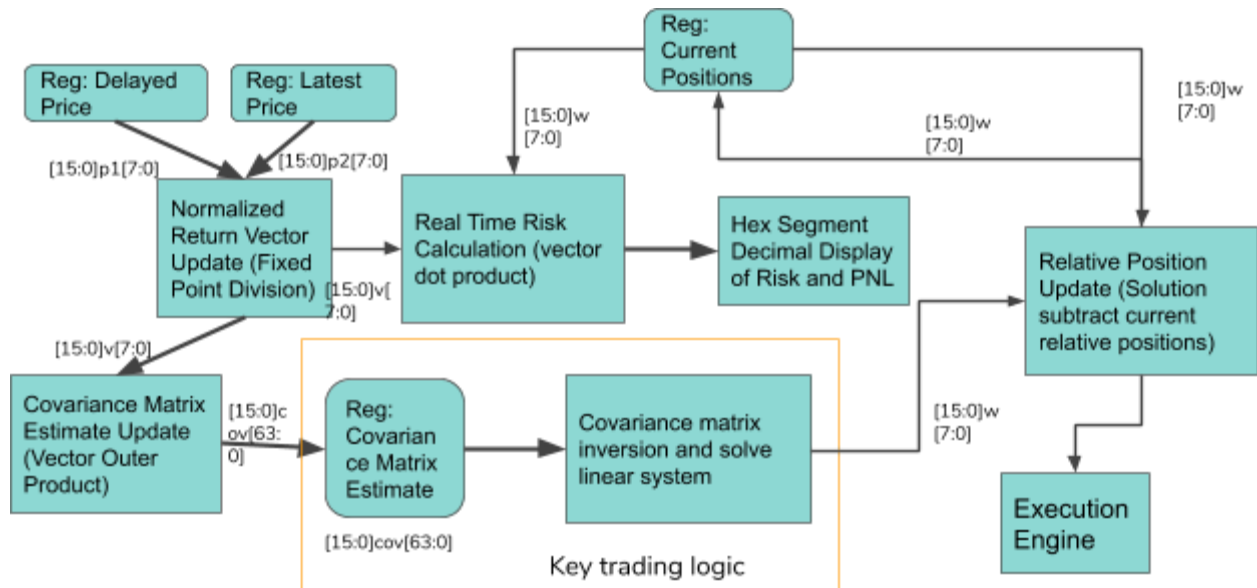 Reg: Delayed
Price
Reg: Latest
Price
Reg:
Current
Positions
[15:0]p1[7:0]
[15:0]p2[7:0]
[15:0]w
[7:0]
[15:0]w
[7:0]
[15:0]w
[7:0]
Normalized
Return Vector
Update (Fixed
Point Division)
Real Time Risk
Calculation (vector
dot product)
Hex Segment
Decimal Display
of Risk and PNL
Relative Position
Update (Solution
subtract current
relative positions)
[15:0]v[
7:0]
[15:0]v[7:0]
Covariance Matrix
Estimate Update
(Vector Outer
Product)
[15:0]c
ov[63:
0]
Reg:
Covarian
ce Matrix
Estimate
Covariance matrix
inversion and solve
linear system
[15:0]w
[7:0]
[15:0]cov[63:0]
Key trading logic
Execution
Engine